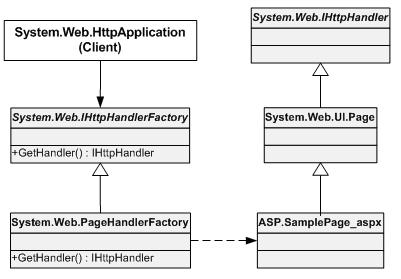 System.Web.HttpApplication
(Client)
System.Web.IHttpHandler
System.Web.IHttpHandlerFactory
+GetHandler() : IHttpHandler
System.Web.UI.Page
System.Web.PageHandlerFactory
+GetHandler() : IHttpHandler
ASP.SamplePage_aspx